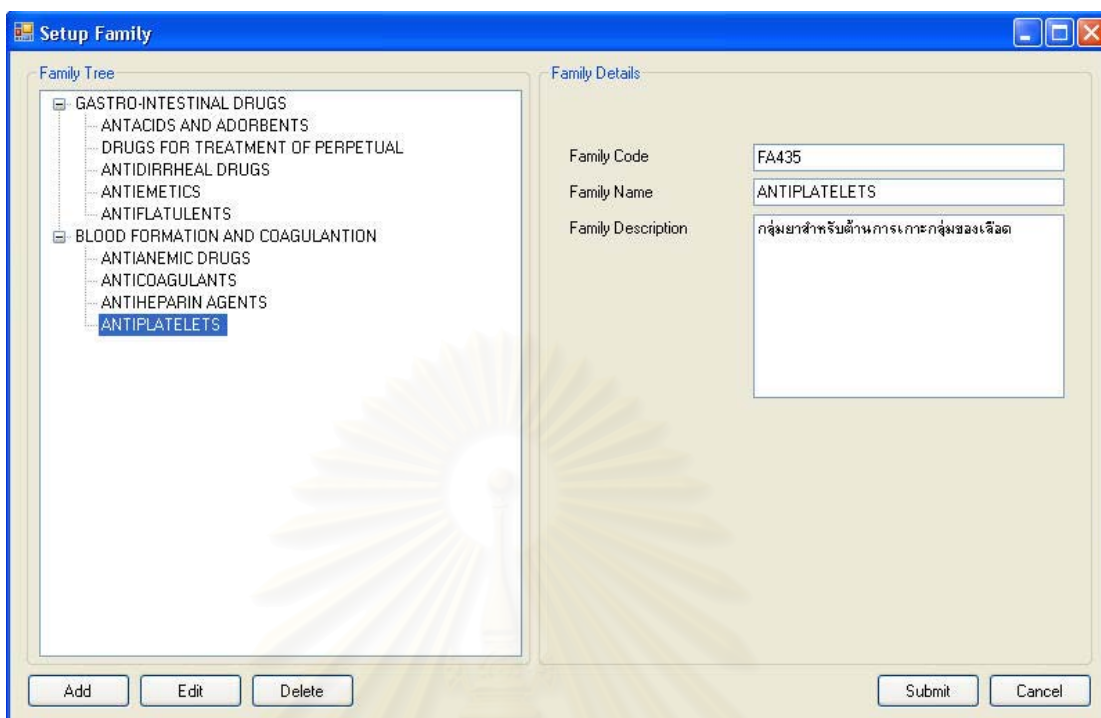 Setup Family
Family Tree
GASTRO-INTESTINAL DRUGS
ANTACIDS AND ADORBENTS
DRUGS FOR TREATMENT OF PERPETUAL
ANTIDIRRHEAL DRUGS
ANTIEMETICS
ANTIFLATULENTS
BLOOD FORMATION AND COAGULANTION
ANTIANEMIC DRUGS
ANTICOAGULANTS
ANTIHEPARIN AGENTS
ANTIPLATELETS
Family Details
Family Code FA435
Family Name ANTIPLATELETS
Family Description กลุ่มยาสำหรับต้านการเกาะกลุ่มของเลือด
Add Edit Delete Submit Cancel